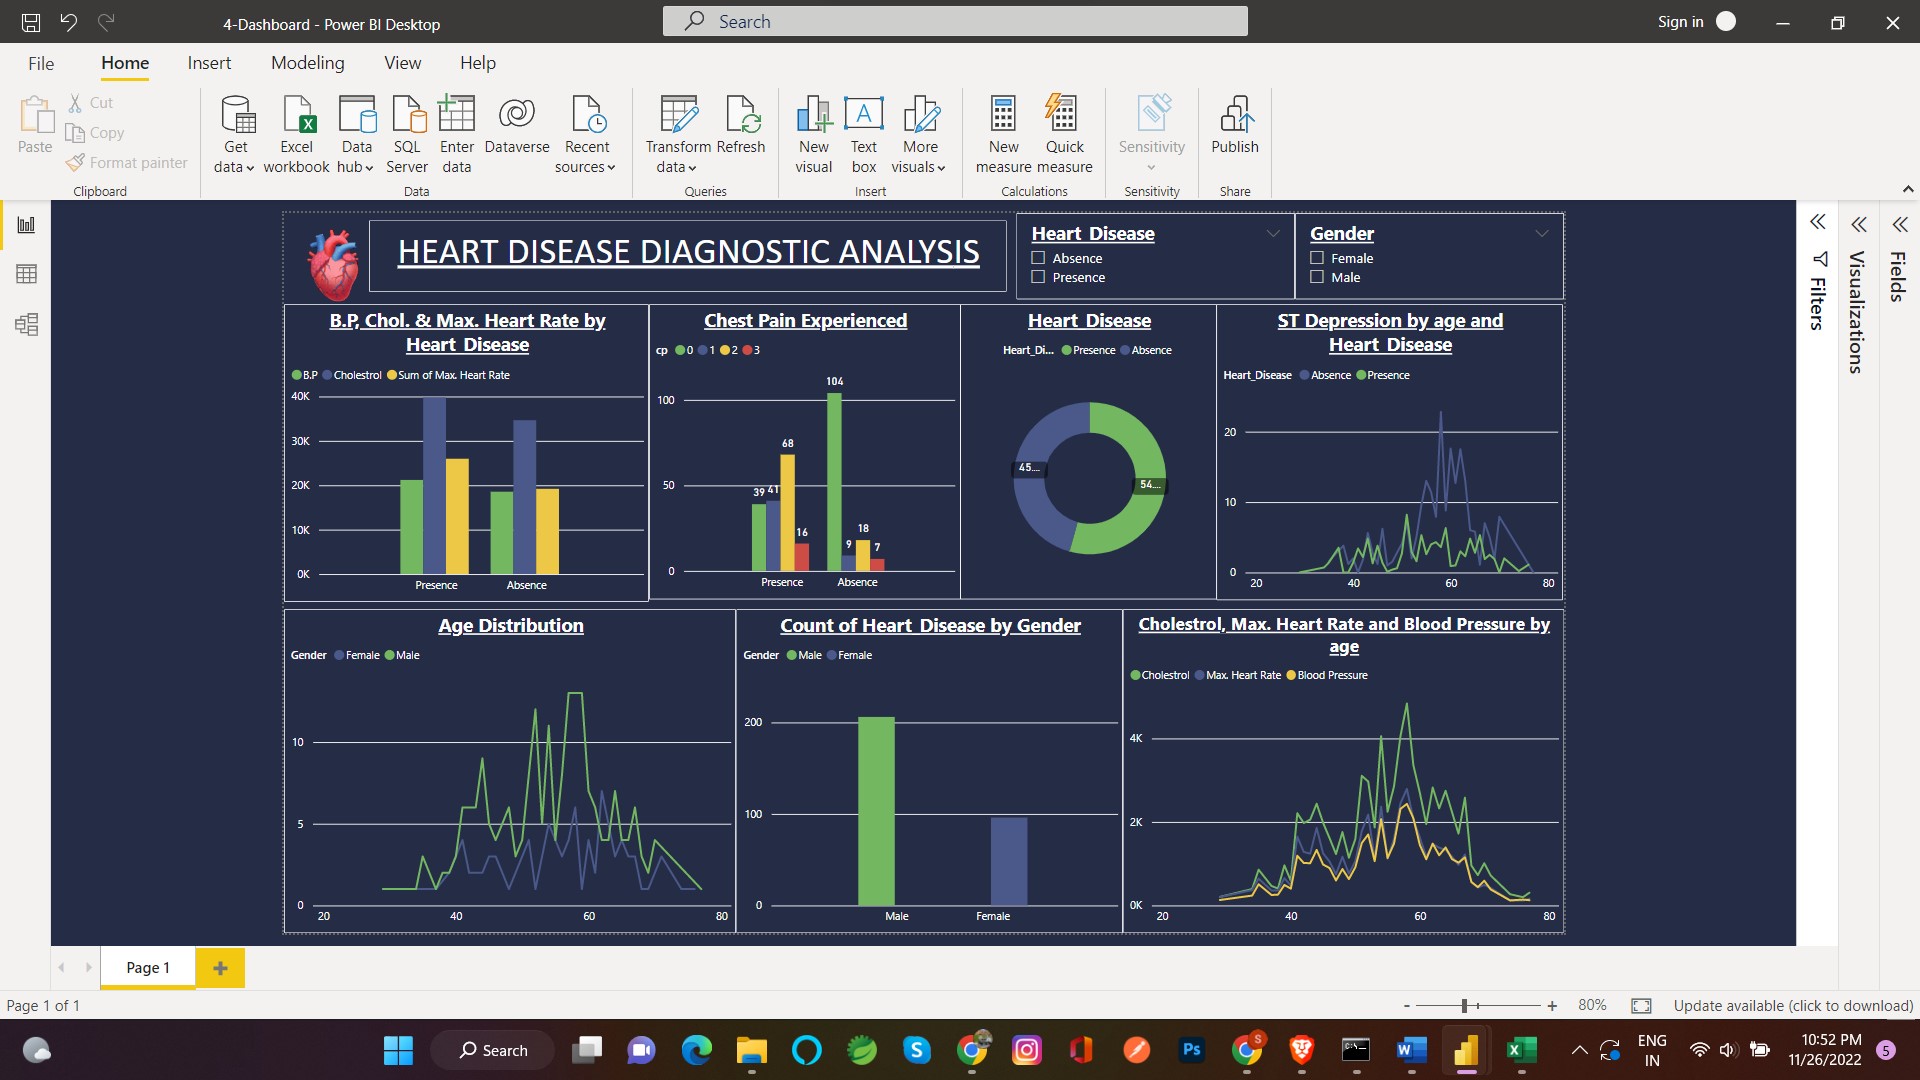 4-Dashboard - Power BI Desktop
Search
Sign in
File Home Insert Modeling View Help
Paste
Cut
Copy
Format painter
Clipboard
Get data
Excel workbook
Data hub
SQL Server
Enter data
Dataverse
Recent sources
Data
Transform data
Refresh
Queries
New visual
Text box
More visuals
Insert
New measure
Quick measure
Calculations
Sensitivity
Sensitivity
Publish
Share
HEART DISEASE DIAGNOSTIC ANALYSIS
Heart_Disease
Absence
Presence
Gender
Female
Male
Filters
Visualizations
Fields
B.P, Chol. & Max. Heart Rate by
Heart_Disease
B.P Cholestrol Sum of Max. Heart Rate
40K
30K
20K
10K
0K
Presence Absence
Chest Pain Experienced
cp 0 1 2 3
100
50
0
39 41 68 16
104 9 18 7
Presence Absence
Heart_Disease
Heart_Di... Presence Absence
45....
54....
ST Depression by age and
Heart_Disease
Heart_Disease Absence Presence
20
10
0
20 40 60 80
Age Distribution
Gender Female Male
10
5
0
20 40 60 80
Count of Heart_Disease by Gender
Gender Male Female
200
100
0
Male Female
Cholestrol, Max. Heart Rate and Blood Pressure by
age
Cholestrol Max. Heart Rate Blood Pressure
4K
2K
0K
20 40 60 80
Page 1
Page 1 of 1
- + 80%
Update available (click to download)
Search
S
Ps
S
W
X
ENG
IN
10:52 PM
11/26/2022
5